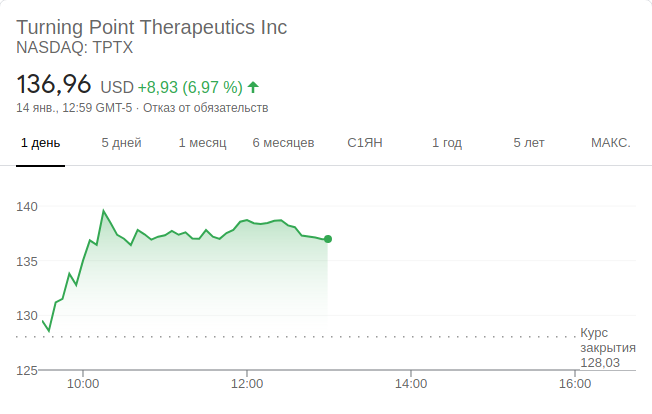 Turning Point Therapeutics Inc
NASDAQ: TPTX
136,96 USD +8,93 (6,97 %)
14 янв., 12:59 GMT-5 · Отказ от обязательств
1 день 5 дней 1 месяц 6 месяцев С1ЯН 1 год 5 лет МАКС.
140
135
130
Курс
закрытия
128,03
125
10:00 12:00 14:00 16:00